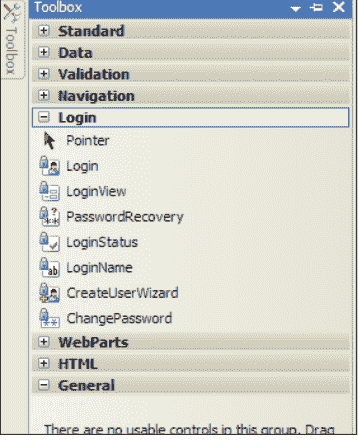 Toolbox
Toolbox
Standard
Data
Validation
Navigation
Login
Pointer
Login
LoginView
PasswordRecovery
LoginStatus
LoginName
CreateUserWizard
ChangePassword
WebParts
HTML
General
There are no usable controls in this group. Drag